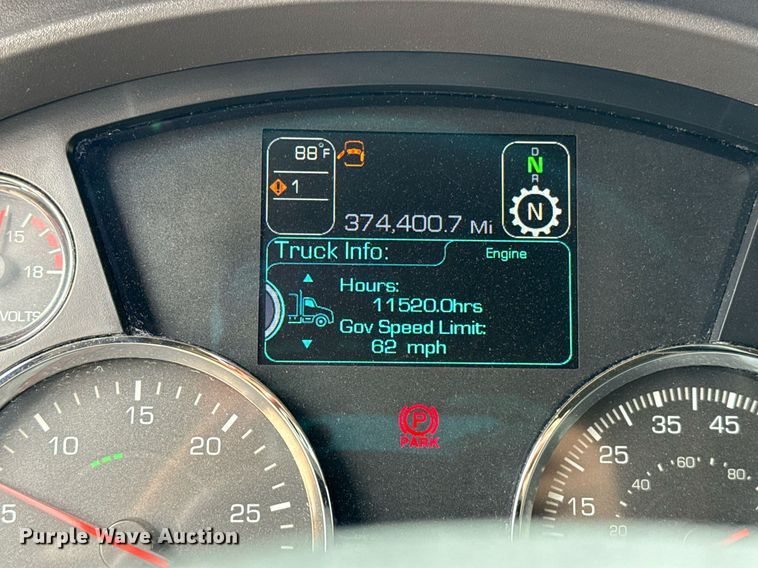 88°F
1
D
N
R
N
374,400.7 Mi
Truck Info:
Engine
Hours:
11520.0hrs
Gov Speed Limit:
62 mph
P
PARK
15
18
VOLTS
5
10
15
20
25
15
25
35
45
20
40
60
80
Purple Wave Auction